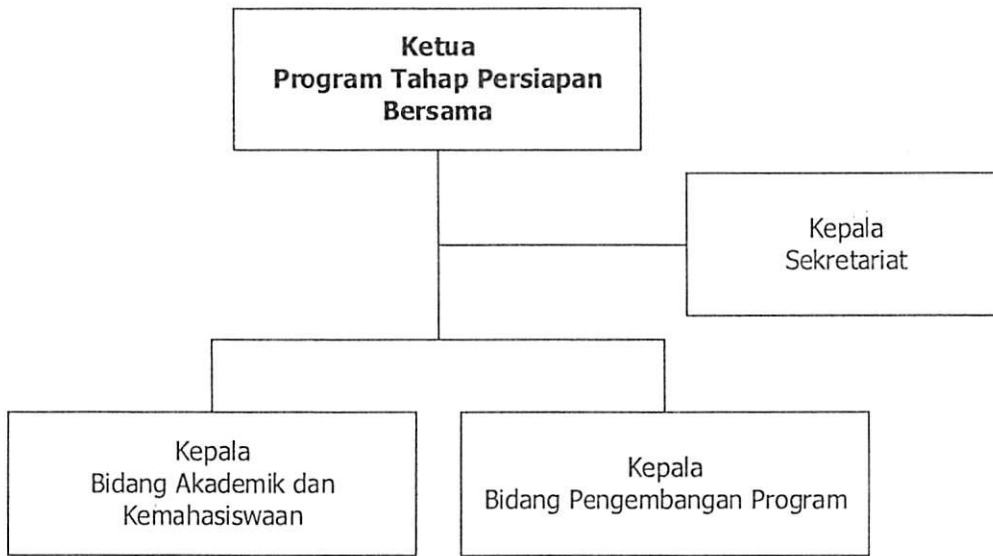 Ketua
Program Tahap Persiapan
Bersama
Kepala
Sekretariat
Kepala
Bidang Akademik dan
Kemahasiswaan
Kepala
Bidang Pengembangan Program